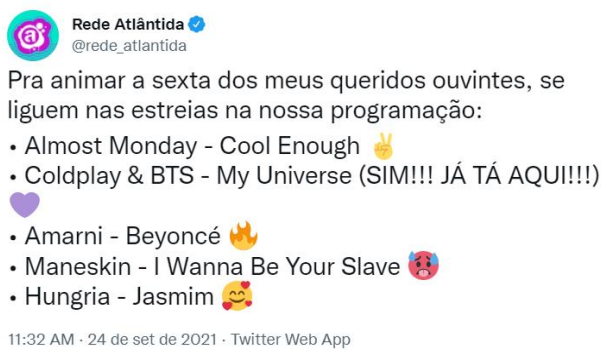 Rede Atlântida
@rede_atlantida
Pra animar a sexta dos meus queridos ouvintes, se
liguem nas estreias na nossa programação:
• Almost Monday - Cool Enough ✌️
• Coldplay & BTS - My Universe (SIM!!! JÁ TÁ AQUI!!!)
💜
• Amarni - Beyoncé 🔥
• Maneskin - I Wanna Be Your Slave 🥵
• Hungria - Jasmim 🥰
11:32 AM · 24 de set de 2021 · Twitter Web App